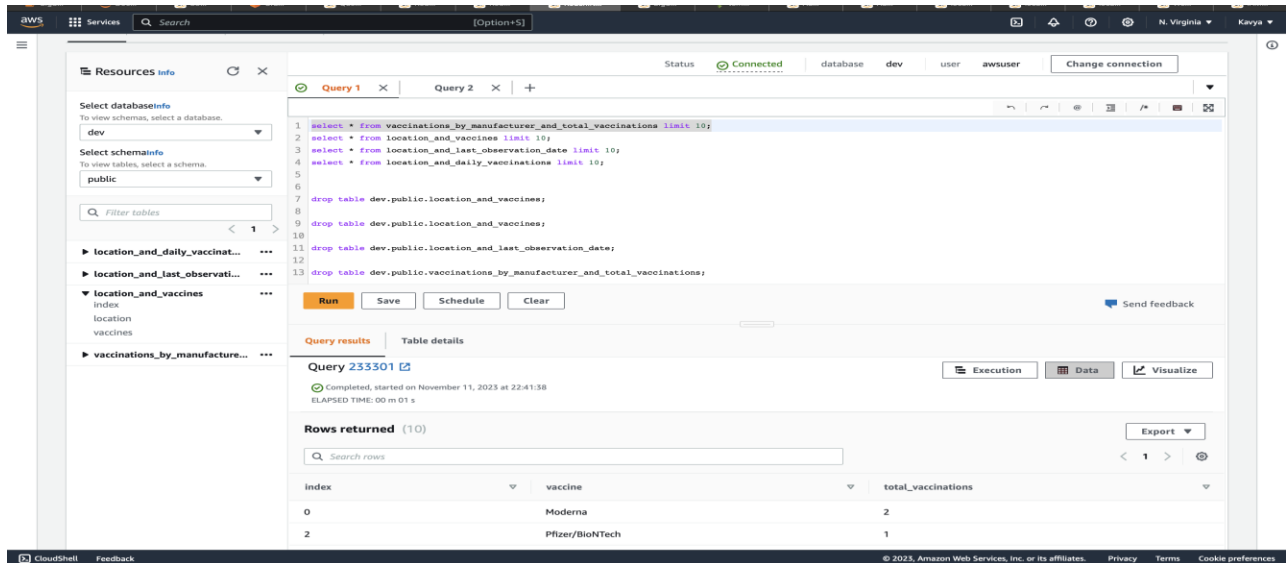 aws Services Search [Option+S] N. Virginia ▼ Kavya ▼
Resources Info
Status Connected database dev user awsuser Change connection
Query 1 × Query 2 × +
Select databaseInfo
To view schemas, select a database.
dev
Select schemaInfo
To view tables, select a schema.
public
Filter tables
< 1 >
location_and_daily_vaccinat... •••
location_and_last_observati... •••
location_and_vaccines •••
index
location
vaccines
vaccinations_by_manufacture... •••
1 select * from vaccinations_by_manufacturer_and_total_vaccinations limit 10;
2 select * from location_and_vaccines limit 10;
3 select * from location_and_last_observation_date limit 10;
4 select * from location_and_daily_vaccinations limit 10;
5
6
7 drop table dev.public.location_and_vaccines;
8
9 drop table dev.public.location_and_vaccines;
10
11 drop table dev.public.location_and_last_observation_date;
12
13 drop table dev.public.vaccinations_by_manufacturer_and_total_vaccinations;
Run Save Schedule Clear Send feedback
Query results Table details
Query 233301
Completed, started on November 11, 2023 at 22:41:38
ELAPSED TIME: 00 m 01 s
Execution Data Visualize
Rows returned (10) Export ▼
Search rows < 1 >
index vaccine total_vaccinations
0 Moderna 2
2 Pfizer/BioNTech 1
CloudShell Feedback © 2023, Amazon Web Services, Inc. or its affiliates. Privacy Terms Cookie preferences